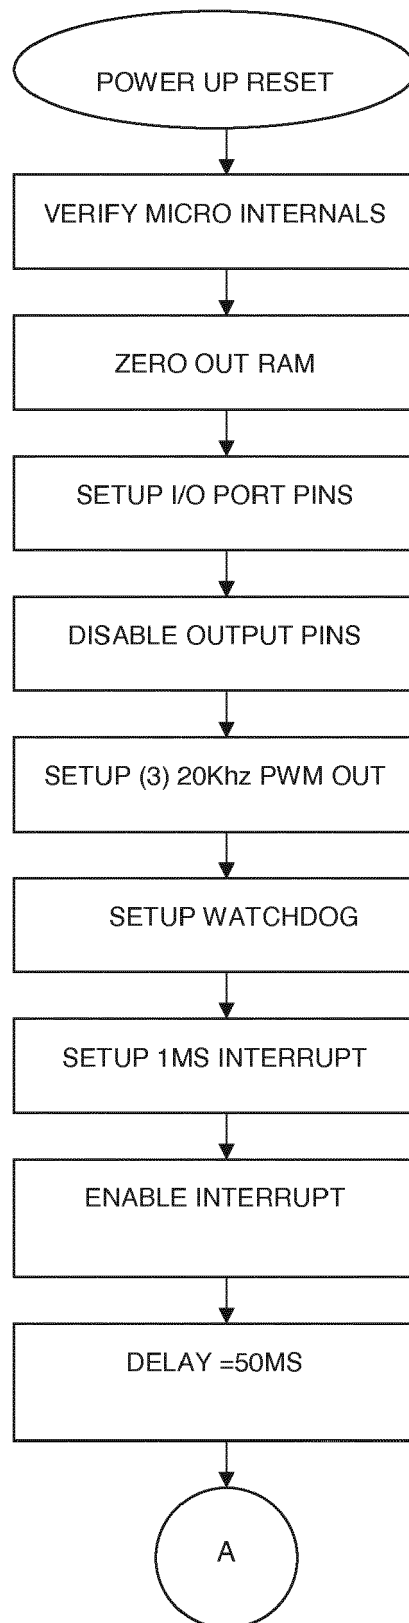 POWER UP RESET
VERIFY MICRO INTERNALS
ZERO OUT RAM
SETUP I/O PORT PINS
DISABLE OUTPUT PINS
SETUP (3) 20Khz PWM OUT
SETUP WATCHDOG
SETUP 1MS INTERRUPT
ENABLE INTERRUPT
DELAY =50MS
A